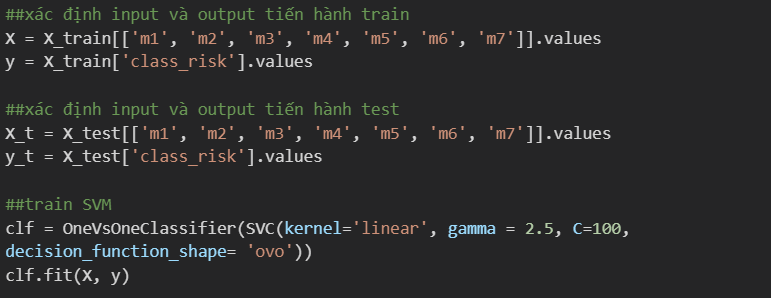 ##xác định input và output tiến hành train
X = X_train[['m1', 'm2', 'm3', 'm4', 'm5', 'm6', 'm7']].values
y = X_train['class_risk'].values
##xác định input và output tiến hành test
X_t = X_test[['m1', 'm2', 'm3', 'm4', 'm5', 'm6', 'm7']].values
y_t = X_test['class_risk'].values
##train SVM
clf = OneVsOneClassifier(SVC(kernel='linear', gamma = 2.5, C=100,
decision_function_shape= 'ovo'))
clf.fit(X, y)